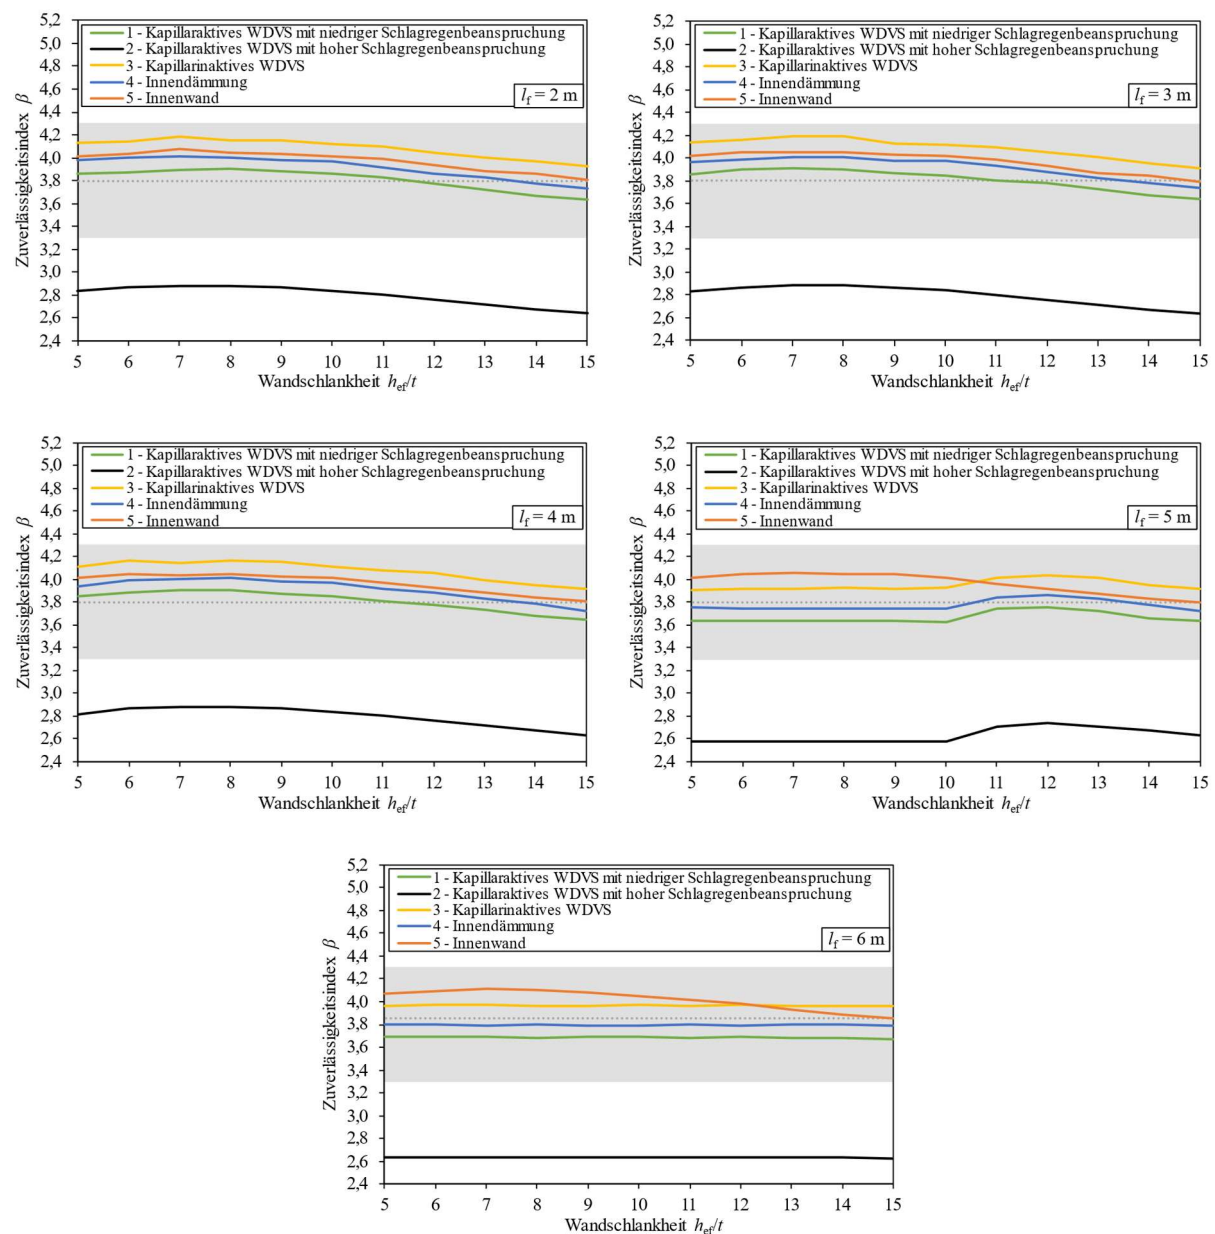 5,2
5,0
4,8
4,6
4,4
4,2
4,0
3,8
3,6
3,4
3,2
3,0
2,8
2,6
2,4
Zuverlässigkeitsindex β
1 - Kapillaraktives WDVS mit niedriger Schlagregenbeanspruchung
2 - Kapillaraktives WDVS mit hoher Schlagregenbeanspruchung
3 - Kapillarinaktives WDVS
4 - Innendämmung
5 - Innenwand
l_f = 2 m
5 6 7 8 9 10 11 12 13 14 15
Wandschlankheit h_ef/t
5,2
5,0
4,8
4,6
4,4
4,2
4,0
3,8
3,6
3,4
3,2
3,0
2,8
2,6
2,4
Zuverlässigkeitsindex β
1 - Kapillaraktives WDVS mit niedriger Schlagregenbeanspruchung
2 - Kapillaraktives WDVS mit hoher Schlagregenbeanspruchung
3 - Kapillarinaktives WDVS
4 - Innendämmung
5 - Innenwand
l_f = 3 m
5 6 7 8 9 10 11 12 13 14 15
Wandschlankheit h_ef/t
5,2
5,0
4,8
4,6
4,4
4,2
4,0
3,8
3,6
3,4
3,2
3,0
2,8
2,6
2,4
Zuverlässigkeitsindex β
1 - Kapillaraktives WDVS mit niedriger Schlagregenbeanspruchung
2 - Kapillaraktives WDVS mit hoher Schlagregenbeanspruchung
3 - Kapillarinaktives WDVS
4 - Innendämmung
5 - Innenwand
l_f = 4 m
5 6 7 8 9 10 11 12 13 14 15
Wandschlankheit h_ef/t
5,2
5,0
4,8
4,6
4,4
4,2
4,0
3,8
3,6
3,4
3,2
3,0
2,8
2,6
2,4
Zuverlässigkeitsindex β
1 - Kapillaraktives WDVS mit niedriger Schlagregenbeanspruchung
2 - Kapillaraktives WDVS mit hoher Schlagregenbeanspruchung
3 - Kapillarinaktives WDVS
4 - Innendämmung
5 - Innenwand
l_f = 5 m
5 6 7 8 9 10 11 12 13 14 15
Wandschlankheit h_ef/t
5,2
5,0
4,8
4,6
4,4
4,2
4,0
3,8
3,6
3,4
3,2
3,0
2,8
2,6
2,4
Zuverlässigkeitsindex β
1 - Kapillaraktives WDVS mit niedriger Schlagregenbeanspruchung
2 - Kapillaraktives WDVS mit hoher Schlagregenbeanspruchung
3 - Kapillarinaktives WDVS
4 - Innendämmung
5 - Innenwand
l_f = 6 m
5 6 7 8 9 10 11 12 13 14 15
Wandschlankheit h_ef/t